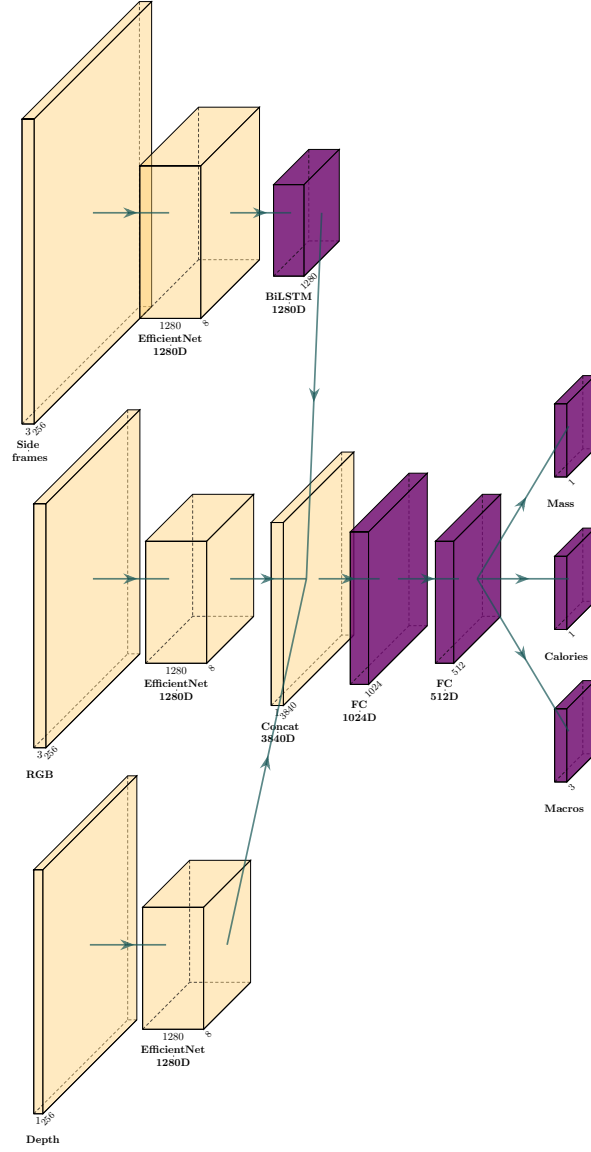 3
256
Side
frames
1280
8
EfficientNet
1280D
1280
BiLSTM
1280D
3
256
RGB
1280
8
EfficientNet
1280D
1
3840
Concat
3840D
1024
FC
1024D
512
FC
512D
1
Mass
1
Calories
3
Macros
1
256
Depth
1280
8
EfficientNet
1280D